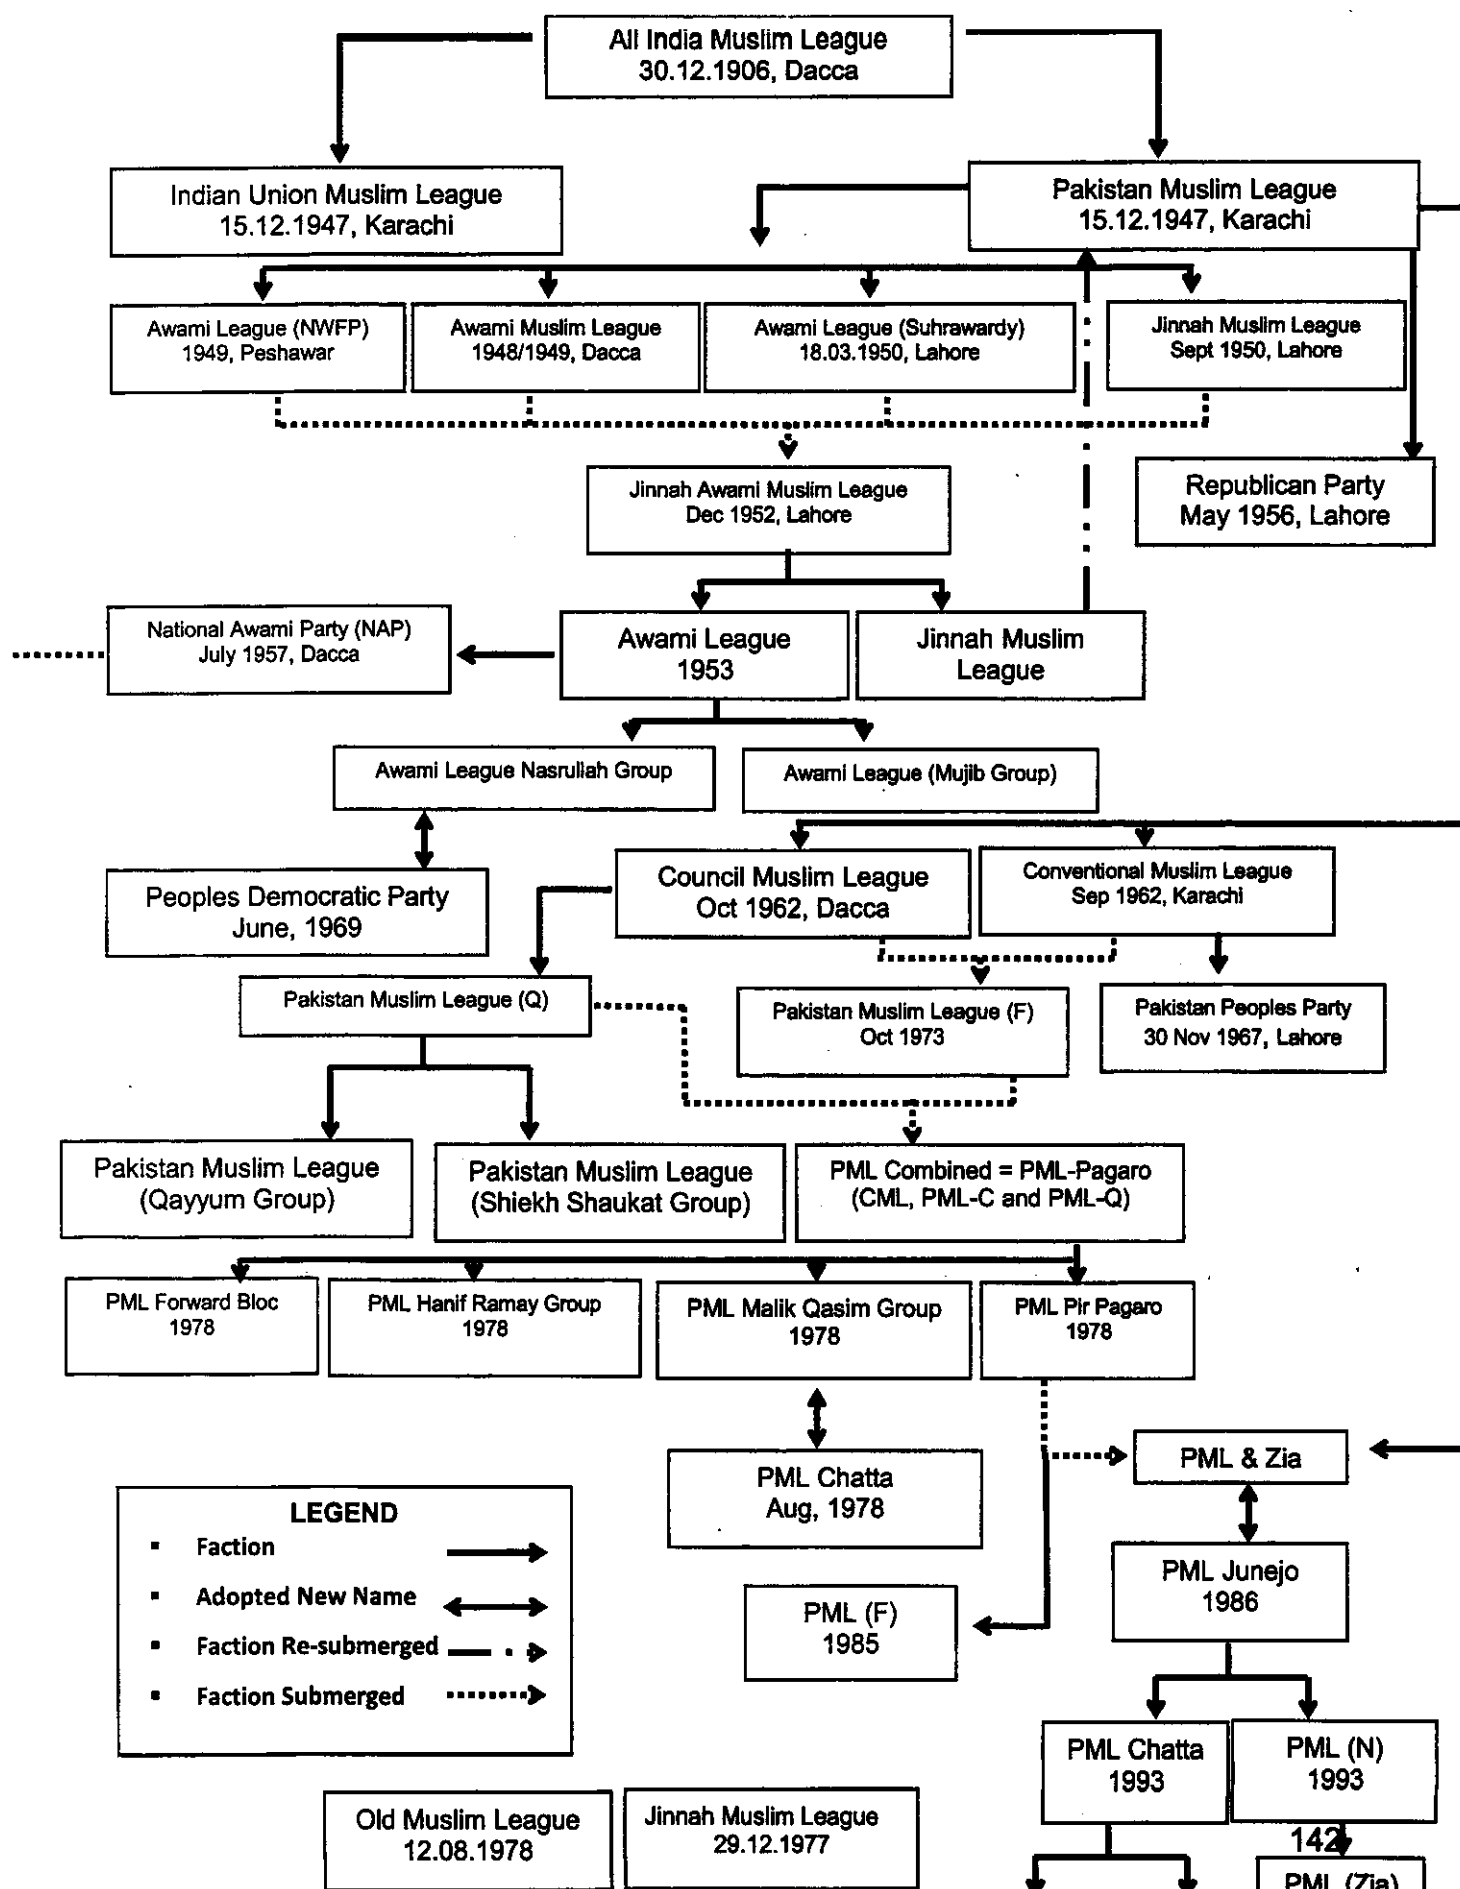 All India Muslim League
30.12.1906, Dacca
Indian Union Muslim League
15.12.1947, Karachi
Pakistan Muslim League
15.12.1947, Karachi
Awami League (NWFP)
1949, Peshawar
Awami Muslim League
1948/1949, Dacca
Awami League (Suhrawardy)
18.03.1950, Lahore
Jinnah Muslim League
Sept 1950, Lahore
Jinnah Awami Muslim League
Dec 1952, Lahore
Republican Party
May 1956, Lahore
National Awami Party (NAP)
July 1957, Dacca
Awami League
1953
Jinnah Muslim
League
Awami League Nasrullah Group
Awami League (Mujib Group)
Peoples Democratic Party
June, 1969
Council Muslim League
Oct 1962, Dacca
Conventional Muslim League
Sep 1962, Karachi
Pakistan Muslim League (Q)
Pakistan Muslim League (F)
Oct 1973
Pakistan Peoples Party
30 Nov 1967, Lahore
Pakistan Muslim League
(Qayyum Group)
Pakistan Muslim League
(Shiekh Shaukat Group)
PML Combined = PML-Pagaro
(CML, PML-C and PML-Q)
PML Forward Bloc
1978
PML Hanif Ramay Group
1978
PML Malik Qasim Group
1978
PML Pir Pagaro
1978
PML Chatta
Aug, 1978
PML & Zia
LEGEND
▪ Faction
▪ Adopted New Name
▪ Faction Re-submerged
▪ Faction Submerged
PML (F)
1985
PML Junejo
1986
PML Chatta
1993
PML (N)
1993
Old Muslim League
12.08.1978
Jinnah Muslim League
29.12.1977
142
PML (Zia)